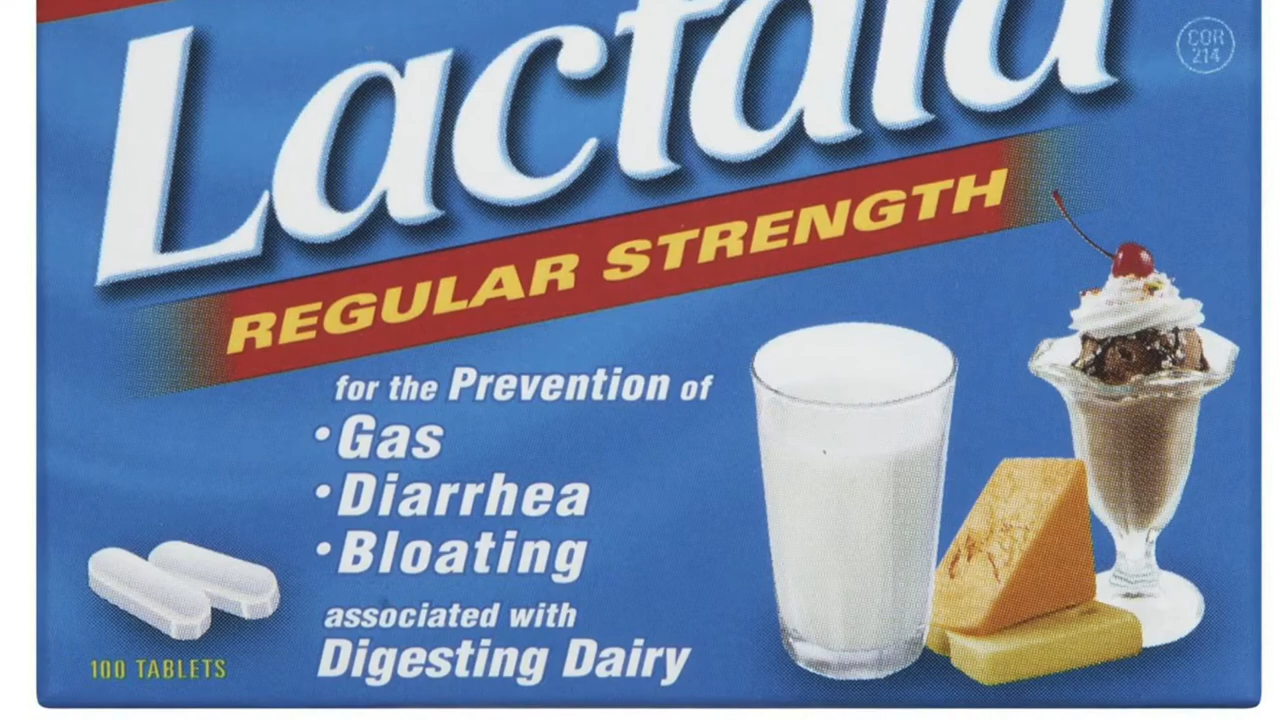 Lactaid
COR
214
REGULAR STRENGTH
for the Prevention of
•Gas
•Diarrhea
•Bloating
associated with
Digesting Dairy
100 TABLETS